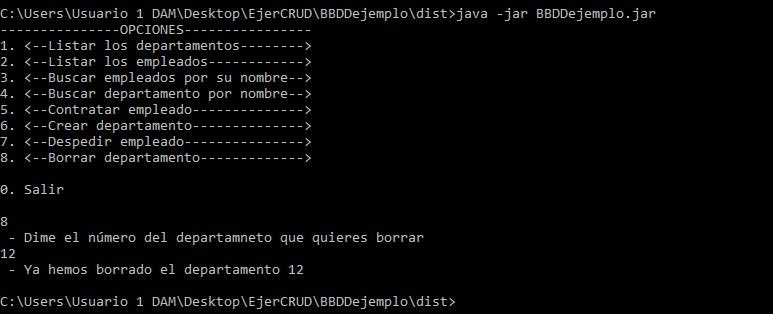 C:\Users\Usuario 1 DAM\Desktop\EjerCRUD\BBDDejemplo\dist>java -jar BBDDejemplo.jar
---------------OPCIONES----------------
1. <--Listar los departamentos-------->
2. <--Listar los empleados------------>
3. <--Buscar empleados por su nombre-->
4. <--Buscar departamento por nombre-->
5. <--Contratar empleado-------------->
6. <--Crear departamento-------------->
7. <--Despedir empleado--------------->
8. <--Borrar departamento------------->
0. Salir
8
 - Dime el número del departamneto que quieres borrar
12
 - Ya hemos borrado el departamento 12
C:\Users\Usuario 1 DAM\Desktop\EjerCRUD\BBDDejemplo\dist>